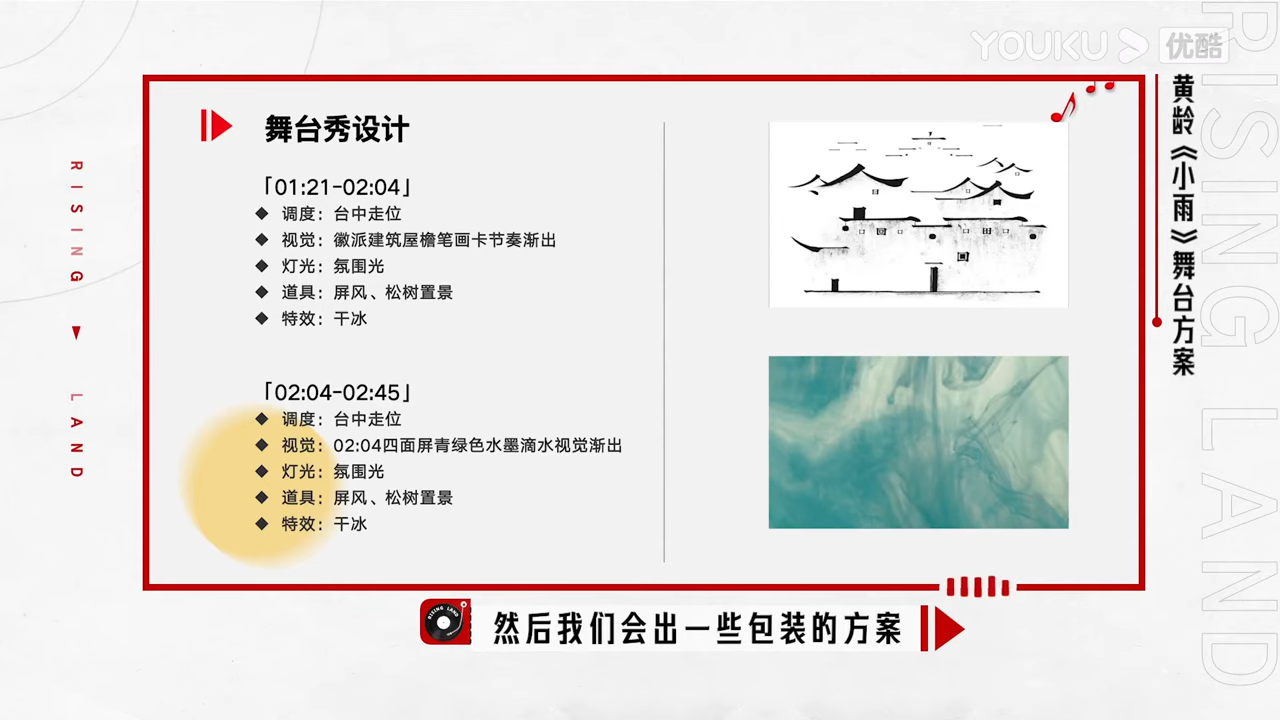 YOUKU 优酷
RISING LAND
舞台秀设计
「01:21-02:04」
◆ 调度：台中走位
◆ 视觉：徽派建筑屋檐笔画卡节奏渐出
◆ 灯光：氛围光
◆ 道具：屏风、松树置景
◆ 特效：干冰
「02:04-02:45」
◆ 调度：台中走位
◆ 视觉：02:04四面屏青绿色水墨滴水视觉渐出
◆ 灯光：氛围光
◆ 道具：屏风、松树置景
◆ 特效：干冰
黄龄《小雨》舞台方案
RISING LAND
RISING LAND
然后我们会出一些包装的方案